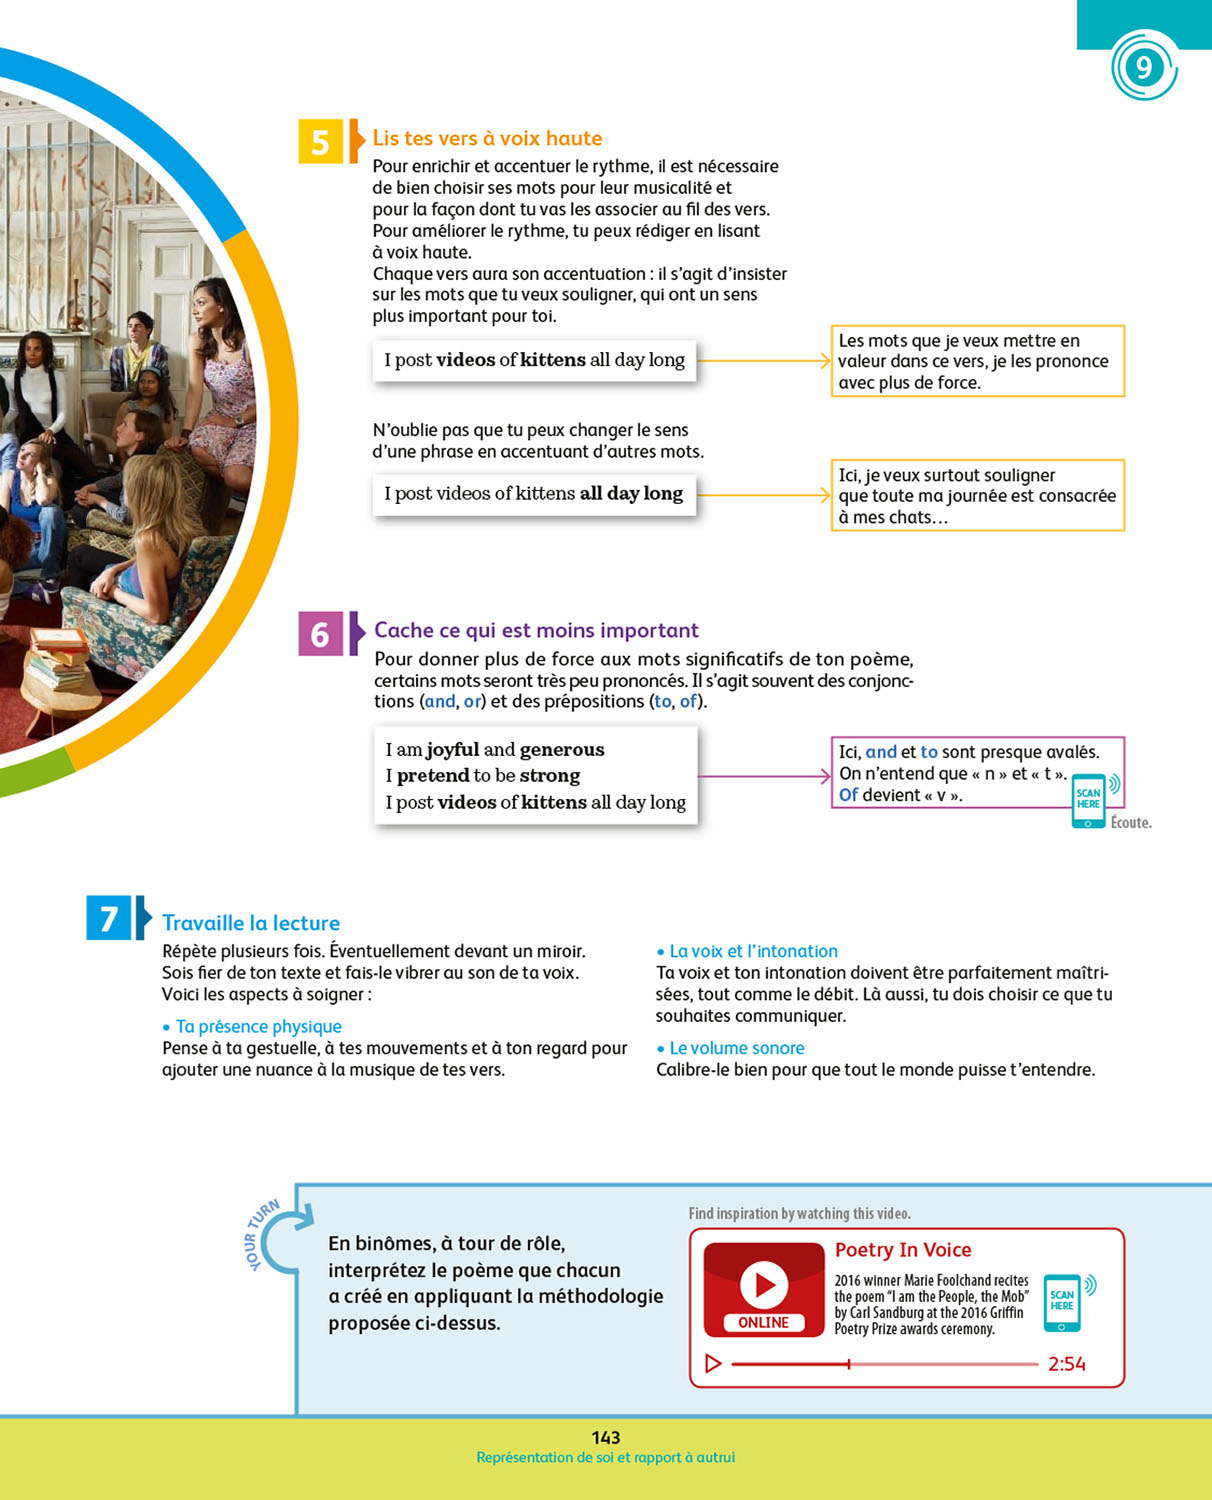 9
5
Lis tes vers à voix haute
Pour enrichir et accentuer le rythme, il est nécessaire
de bien choisir ses mots pour leur musicalité et
pour la façon dont tu vas les associer au fil des vers.
Pour améliorer le rythme, tu peux rédiger en lisant
à voix haute.
Chaque vers aura son accentuation : il s'agit d'insister
sur les mots que tu veux souligner, qui ont un sens
plus important pour toi.
I post videos of kittens all day long
Les mots que je veux mettre en
valeur dans ce vers, je les prononce
avec plus de force.
N'oublie pas que tu peux changer le sens
d'une phrase en accentuant d'autres mots.
I post videos of kittens all day long
Ici, je veux surtout souligner
que toute ma journée est consacrée
à mes chats…
6
Cache ce qui est moins important
Pour donner plus de force aux mots significatifs de ton poème,
certains mots seront très peu prononcés. Il s'agit souvent des conjonc-
tions (and, or) et des prépositions (to, of).
I am joyful and generous
I pretend to be strong
I post videos of kittens all day long
Ici, and et to sont presque avalés.
On n'entend que « n » et « t ».
Of devient « v ».
SCAN
HERE
Écoute.
7
Travaille la lecture
Répète plusieurs fois. Éventuellement devant un miroir.
Sois fier de ton texte et fais-le vibrer au son de ta voix.
Voici les aspects à soigner :
• Ta présence physique
Pense à ta gestuelle, à tes mouvements et à ton regard pour
ajouter une nuance à la musique de tes vers.
• La voix et l'intonation
Ta voix et ton intonation doivent être parfaitement maîtri-
sées, tout comme le débit. Là aussi, tu dois choisir ce que tu
souhaites communiquer.
• Le volume sonore
Calibre-le bien pour que tout le monde puisse t'entendre.
YOUR TURN
En binômes, à tour de rôle,
interprétez le poème que chacun
a créé en appliquant la méthodologie
proposée ci-dessus.
Find inspiration by watching this video.
ONLINE
Poetry In Voice
2016 winner Marie Foolchand recites
the poem “I am the People, the Mob”
by Carl Sandburg at the 2016 Griffin
Poetry Prize awards ceremony.
SCAN
HERE
2:54
143
Représentation de soi et rapport à autrui